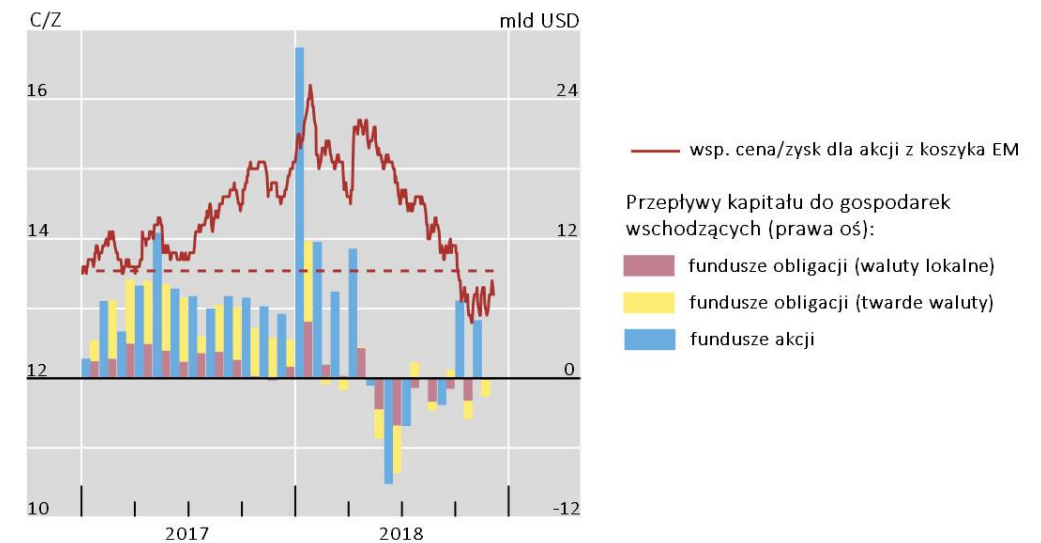 C/Z
mld USD
16
24
14
12
12
0
10
-12
2017
2018
wsp. cena/zysk dla akcji z koszyka EM
Przepływy kapitału do gospodarek
wschodzących (prawa oś):
fundusze obligacji (waluty lokalne)
fundusze obligacji (twarde waluty)
fundusze akcji